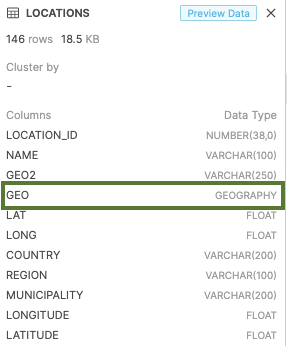 LOCATIONS Preview Data
146 rows 18.5 KB
Cluster by
-
Columns Data Type
LOCATION_ID NUMBER(38,0)
NAME VARCHAR(100)
GEO2 VARCHAR(250)
GEO GEOGRAPHY
LAT FLOAT
LONG FLOAT
COUNTRY VARCHAR(200)
REGION VARCHAR(100)
MUNICIPALITY VARCHAR(200)
LONGITUDE FLOAT
LATITUDE FLOAT